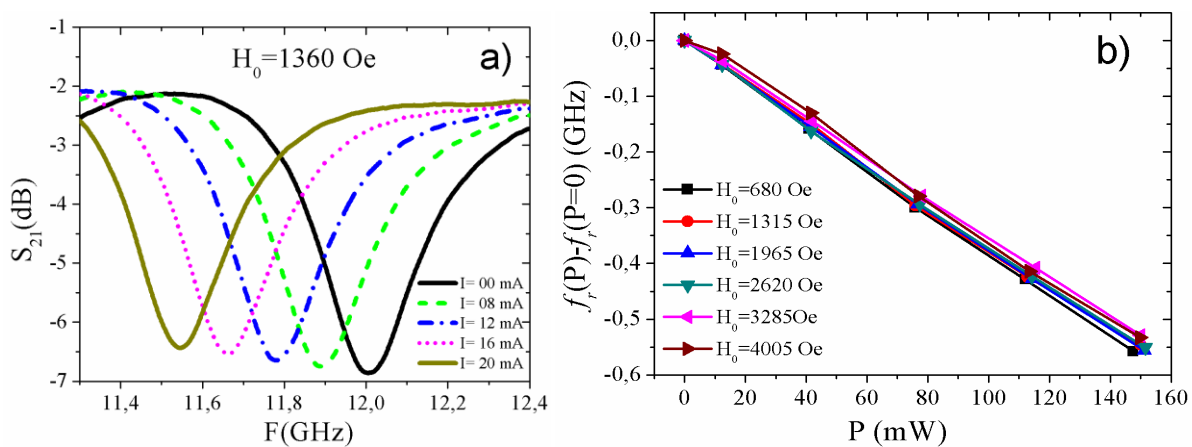 a)
H₀=1360 Oe
-1
-2
-3
-4
-5
-6
-7
S₂₁(dB)
I= 00 mA
I= 08 mA
I= 12 mA
I= 16 mA
I= 20 mA
11,4 11,6 11,8 12,0 12,2 12,4
F(GHz)
b)
0,0
-0,1
-0,2
-0,3
-0,4
-0,5
-0,6
fᵣ(P)-fᵣ(P=0) (GHz)
H₀=680 Oe
H₀=1315 Oe
H₀=1965 Oe
H₀=2620 Oe
H₀=3285Oe
H₀=4005 Oe
0 20 40 60 80 100 120 140 160
P (mW)